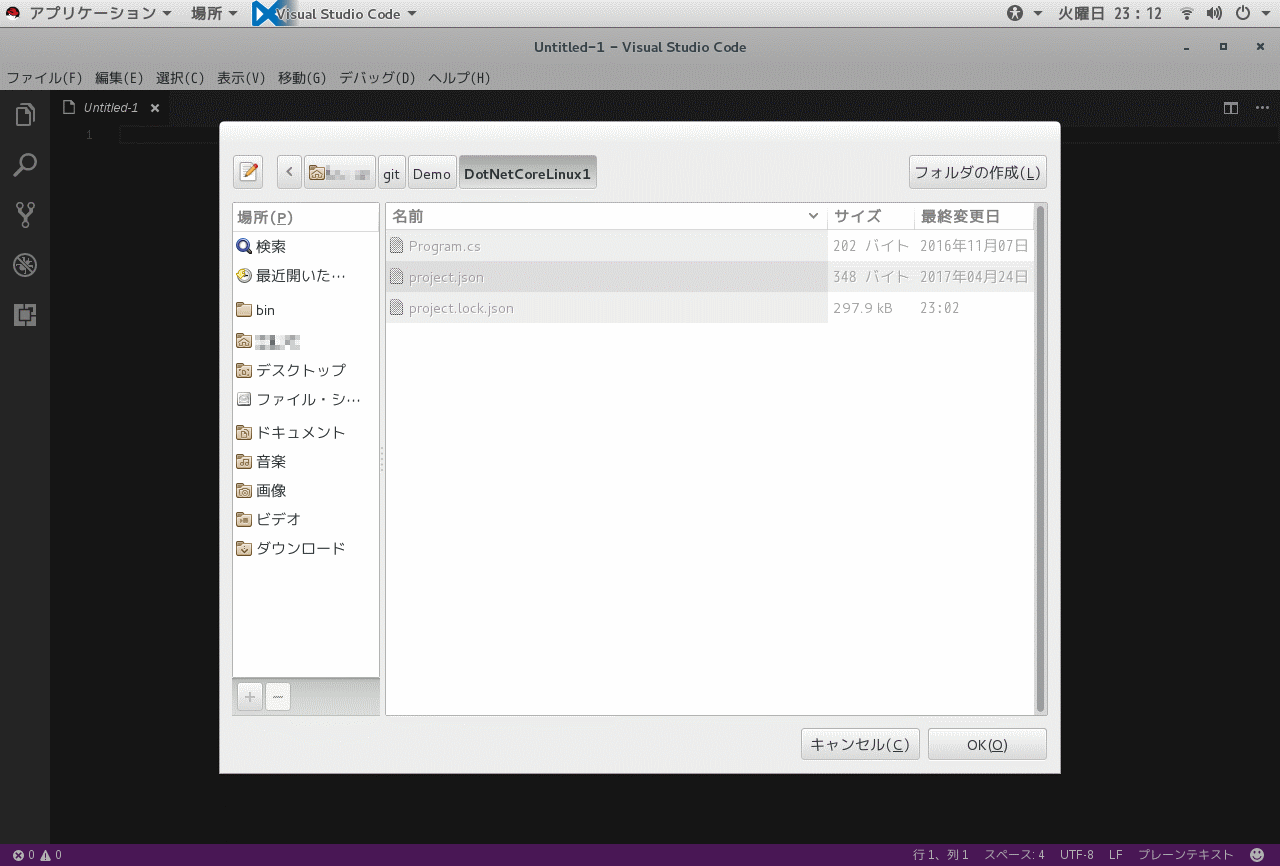 アプリケーション 場所 Visual Studio Code 火曜日 23:12
Untitled-1 - Visual Studio Code
ファイル(F) 編集(E) 選択(C) 表示(V) 移動(G) デバッグ(D) ヘルプ(H)
Untitled-1
1
git Demo DotNetCoreLinux1 フォルダの作成(L)
場所(P) 名前 サイズ 最終変更日
検索 Program.cs 202 バイト 2016年11月07日
最近開いた… project.json 348 バイト 2017年04月24日
bin project.lock.json 297.9 kB 23:02
デスクトップ
ファイル・シ…
ドキュメント
音楽
画像
ビデオ
ダウンロード
キャンセル(C) OK(O)
0 0 行 1、列 1 スペース: 4 UTF-8 LF プレーンテキスト